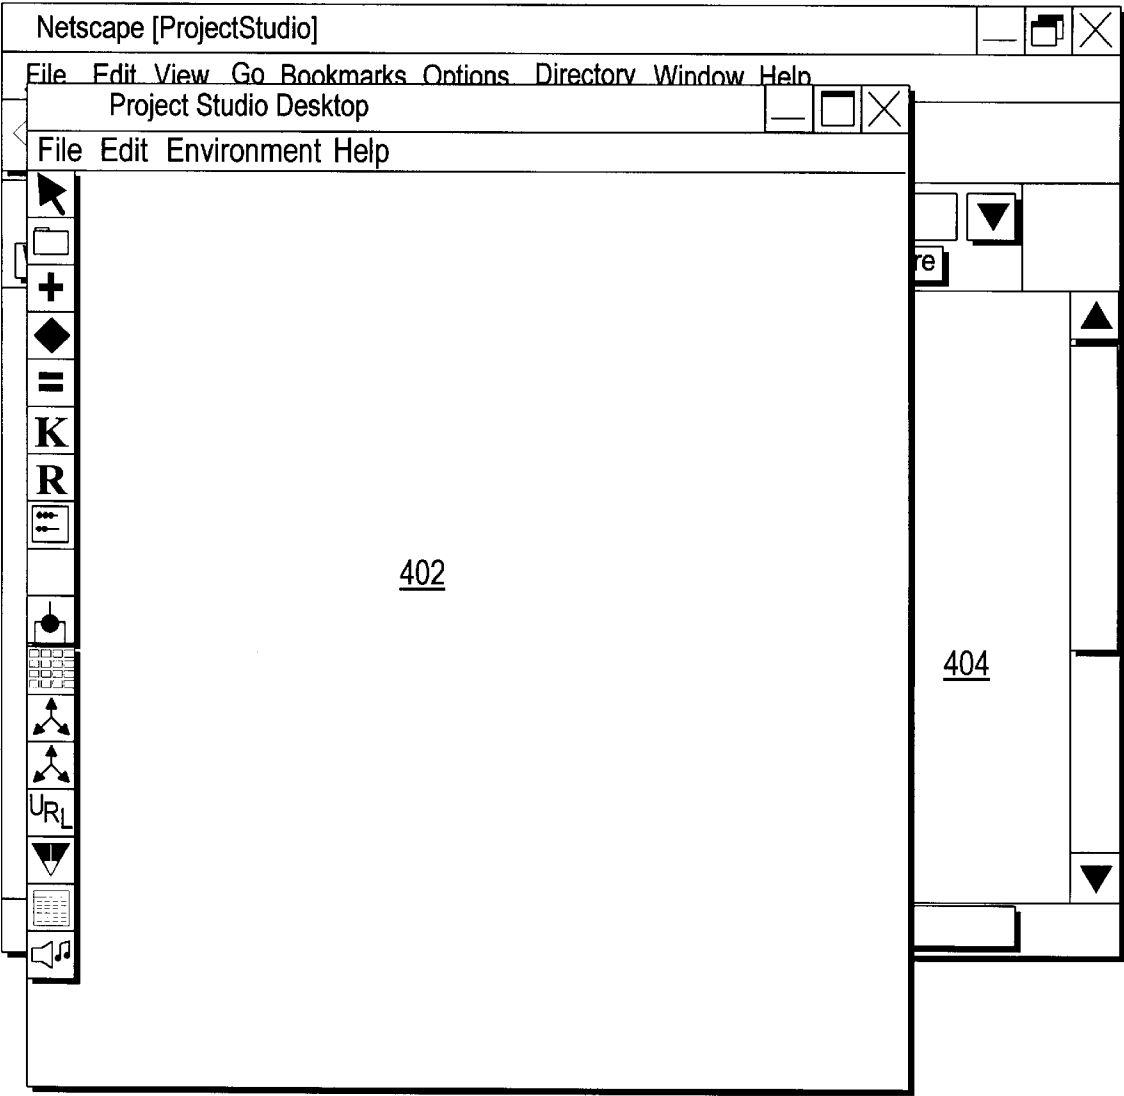 Netscape [ProjectStudio]
File Edit View Go Bookmarks Options Directory Window Help
Project Studio Desktop
File Edit Environment Help
re
K
R
402
404
URL